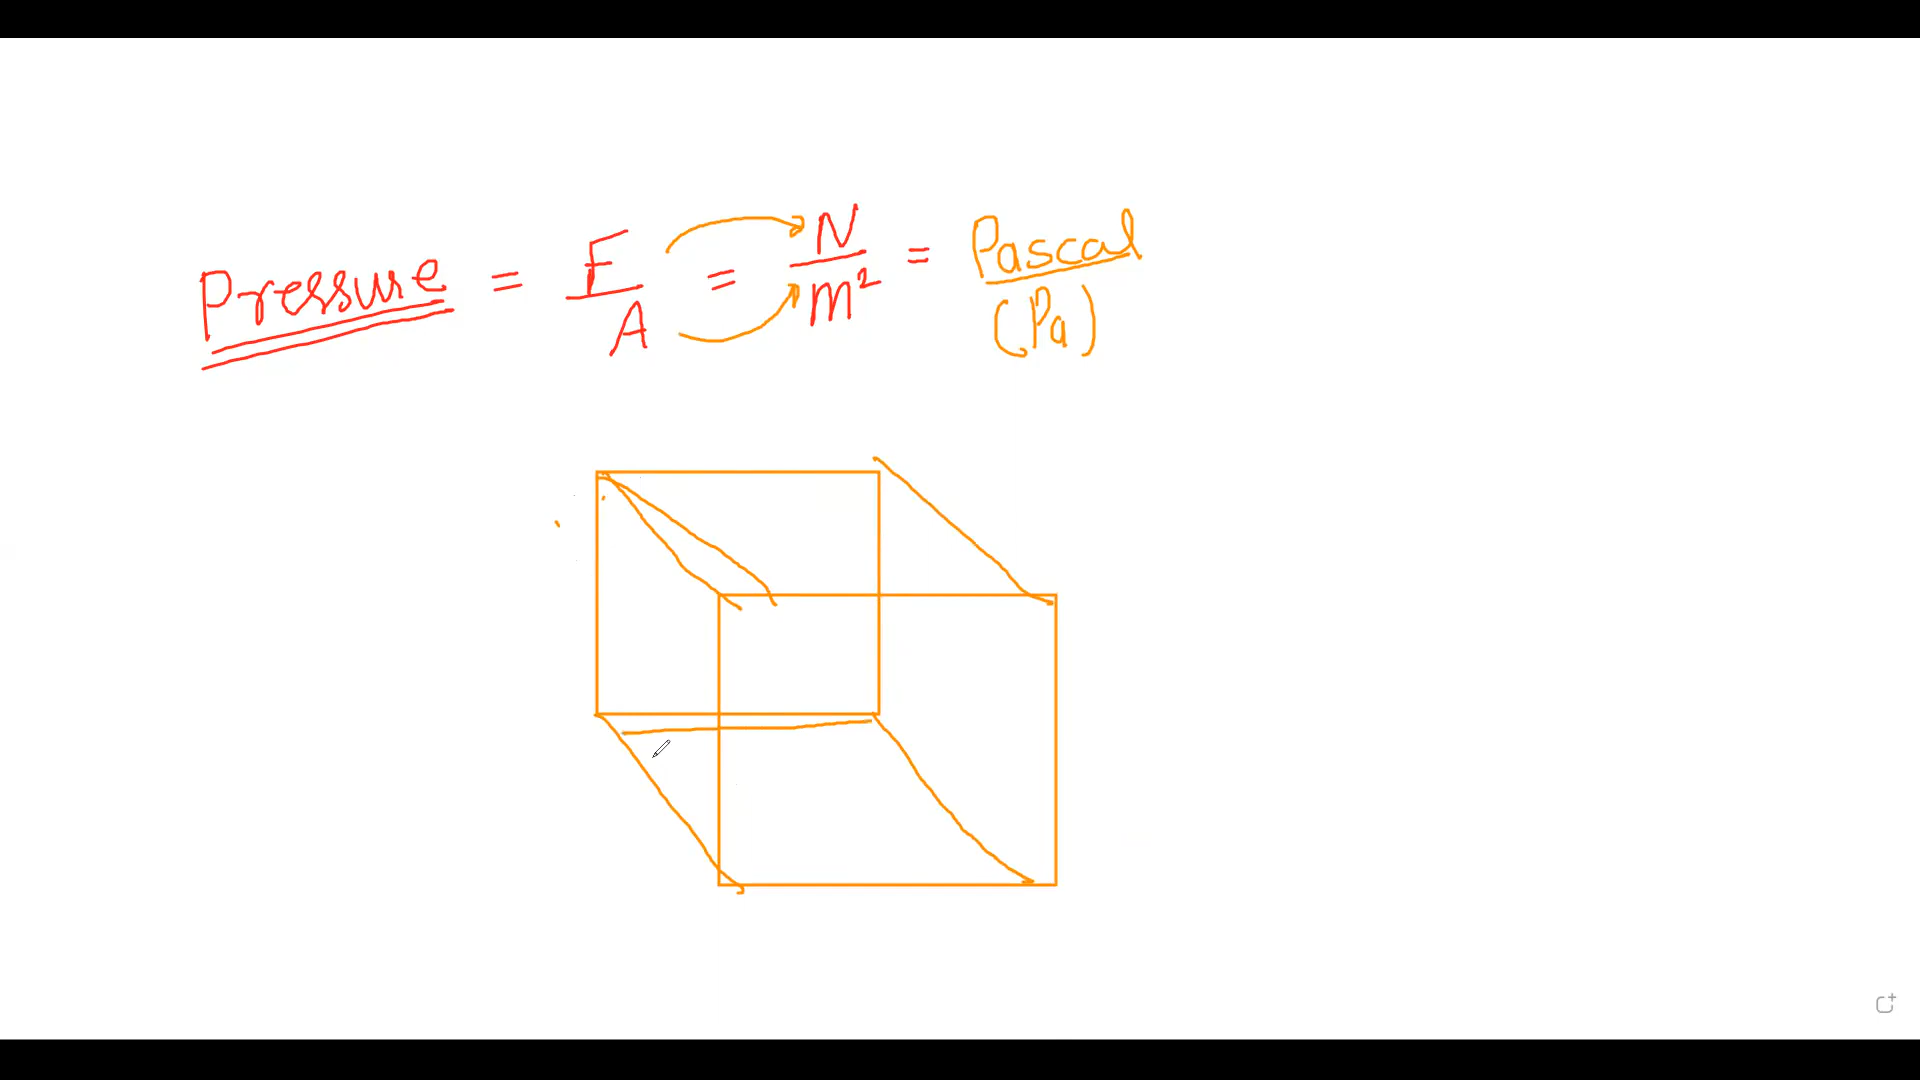 Pressure = F/A = N/m² = Pascal
(Pa)